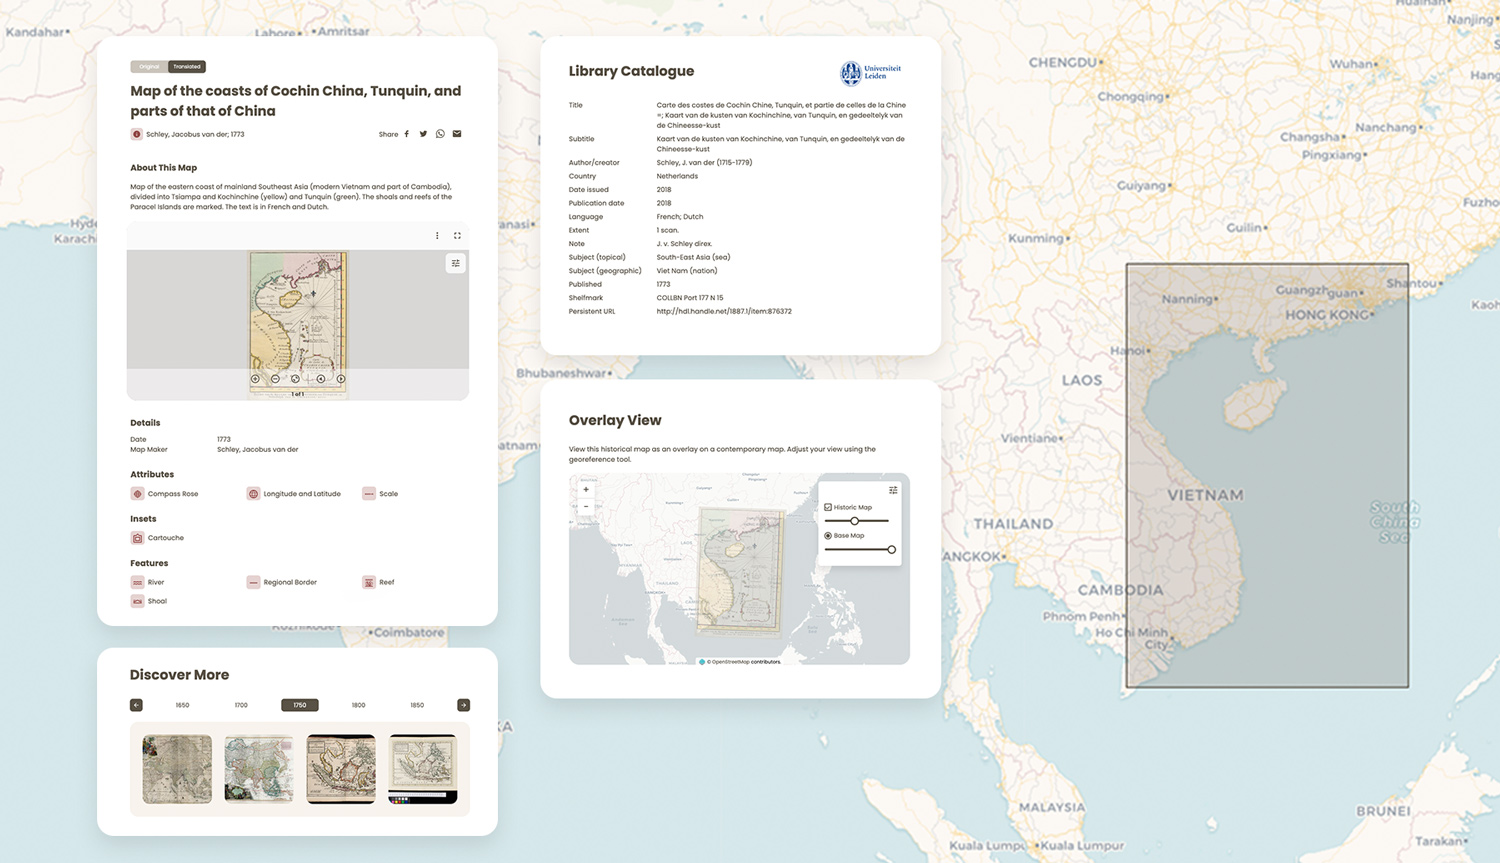 Original Translated
Map of the coasts of Cochin China, Tunquin, and
parts of that of China
Schley, Jacobus van der; 1773
Share
About This Map
Map of the eastern coast of mainland Southeast Asia (modern Vietnam and part of Cambodia),
divided into Tsiampa and Kochinchine (yellow) and Tunquin (green). The shoals and reefs of the
Paracel Islands are marked. The text is in French and Dutch.
1 of 1
Details
Date 1773
Map Maker Schley, Jacobus van der
Attributes
Compass Rose Longitude and Latitude Scale
Insets
Cartouche
Features
River Regional Border Reef
Shoal
Discover More
1650 1700 1750 1800 1850
Library Catalogue
Universiteit
Leiden
Title Carte des costes de Cochin Chine, Tunquin, et partie de celles de la Chine
=; Kaart van de kusten van Kochinchine, van Tunquin, en gedeeltelyk van
de Chineesse-kust
Subtitle Kaart van de kusten van Kochinchine, van Tunquin, en gedeeltelyk van de
Chineesse-kust
Author/creator Schley, J. van der (1715-1779)
Country Netherlands
Date issued 2018
Publication date 2018
Language French; Dutch
Extent 1 scan.
Note J. v. Schley direx.
Subject (topical) South-East Asia (sea)
Subject (geographic) Viet Nam (nation)
Published 1773
Shelfmark COLLBN Port 177 N 15
Persistent URL http://hdl.handle.net/1887.1/item:876372
Overlay View
View this historical map as an overlay on a contemporary map. Adjust your view using the
georeference tool.
Historic Map
Base Map
© OpenStreetMap contributors.
Kandahar
Lahore Amritsar
Karachi
Bhubaneswar
Kozhikode
Coimbatore
Nanjing
CHENGDU
Wuhan
Chongqing
Changsha Nanchang
Pingxiang
Guiyang
Guilin
Kunming
Nanning
Shantou
HONG KONG
Hanoi
LAOS
Vientiane
VIETNAM
South
China
Sea
THAILAND
ANGKOK
CAMBODIA
Phnom Penh
Ho Chi Minh
City
MALAYSIA
Kuala Lumpur Kuala Lumpur
BRUNEI
Tarakan